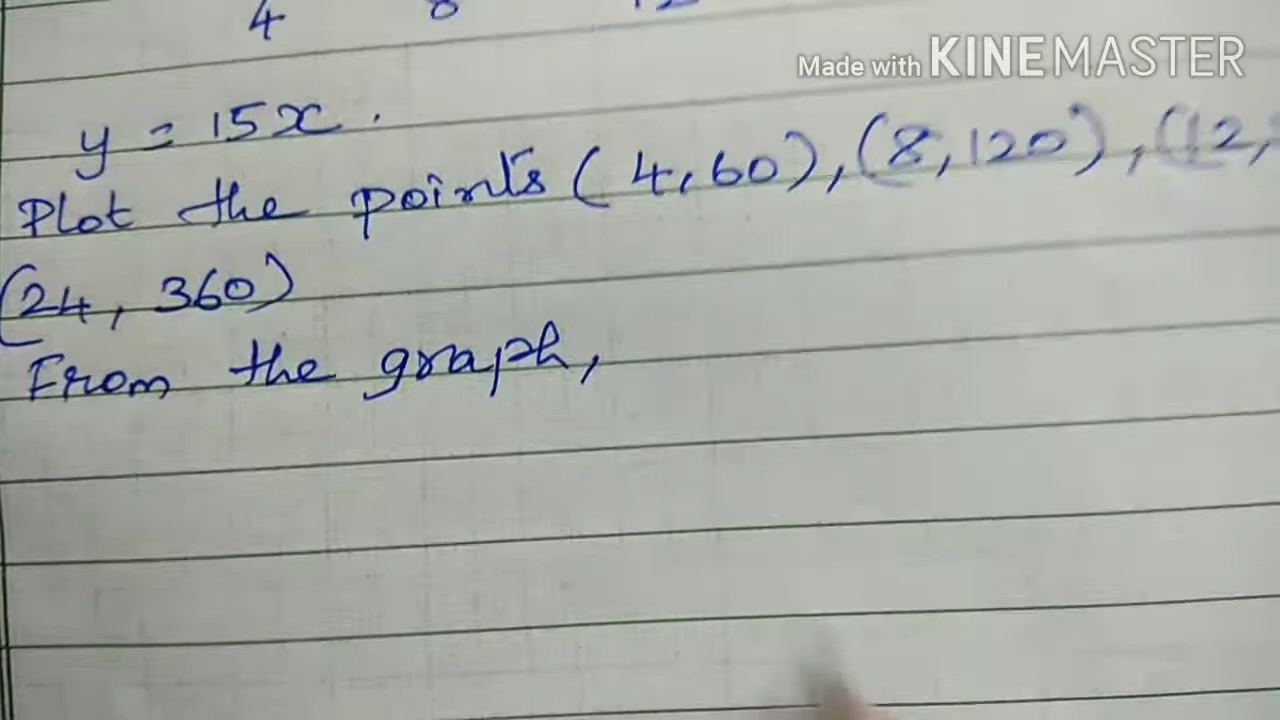 4 8 12
Made with KINEMASTER
y = 15x.
Plot the points (4,60), (8,120), (12,
(24, 360)
From the graph,